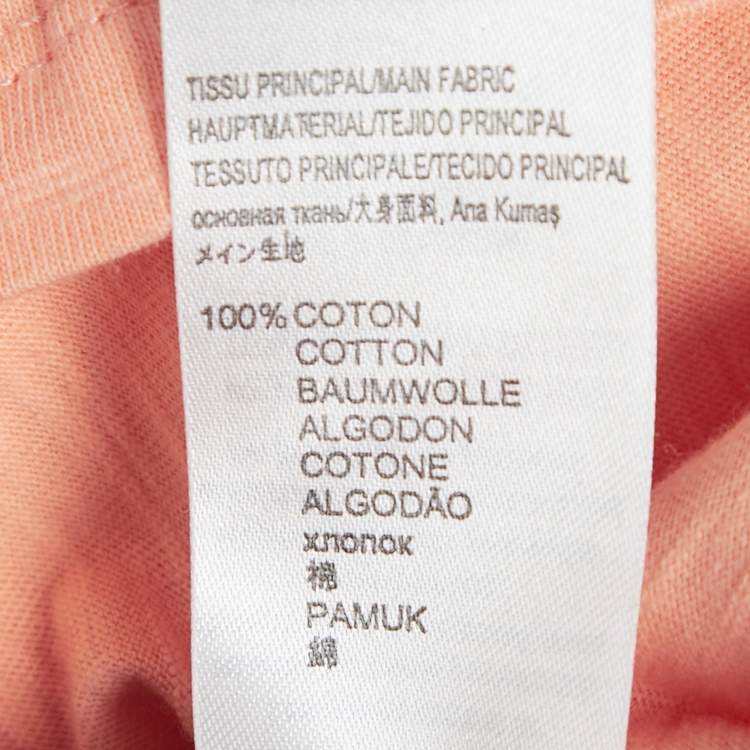 TISSU PRINCIPAL/MAIN FABRIC
HAUPTMATERIAL/TEJIDO PRINCIPAL
TESSUTO PRINCIPALE/TECIDO PRINCIPAL
основная ткань/大身面料, Ana Kumaş
メイン生地
100% COTON
COTTON
BAUMWOLLE
ALGODON
COTONE
ALGODÃO
хлопок
棉
PAMUK
綿